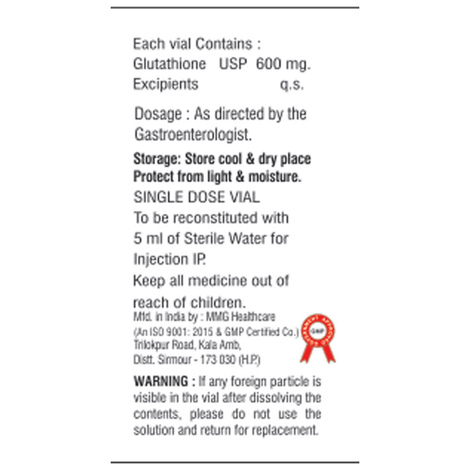 Each vial Contains :
Glutathione USP 600 mg.
Excipients q.s.
Dosage : As directed by the
Gastroenterologist.
Storage: Store cool & dry place
Protect from light & moisture.
SINGLE DOSE VIAL
To be reconstituted with
5 ml of Sterile Water for
Injection IP.
Keep all medicine out of
reach of children.
Mfd. in India by : MMG Healthcare
(An ISO 9001: 2015 & GMP Certified Co.)
Trilokpur Road, Kala Amb,
Distt. Sirmour - 173 030 (H.P.)
GMP
WARNING : If any foreign particle is
visible in the vial after dissolving the
contents, please do not use the
solution and return for replacement.